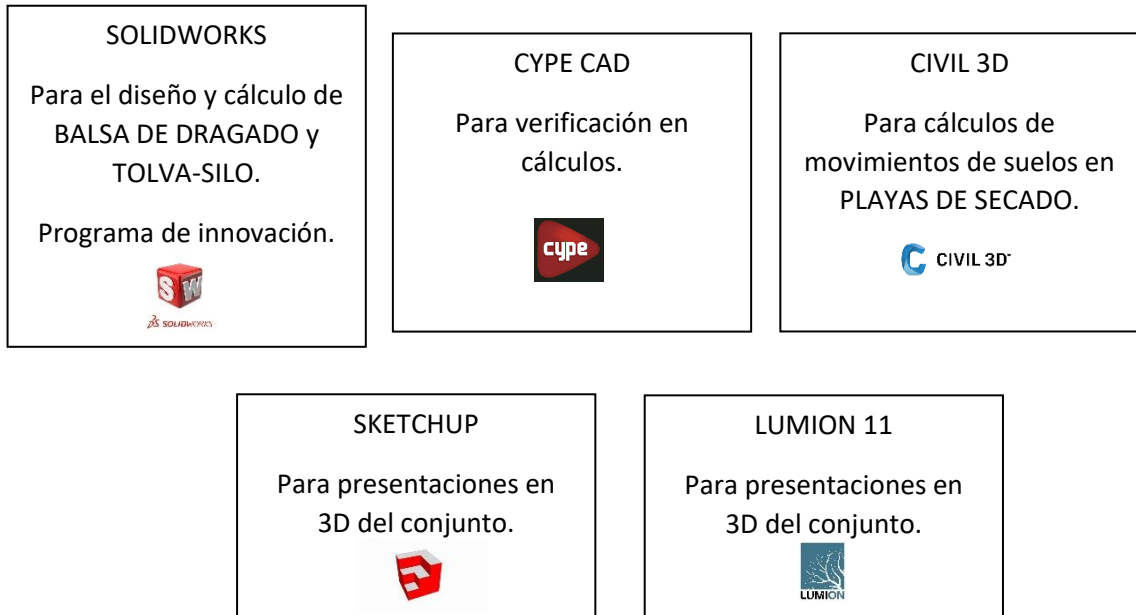 SOLIDWORKS
Para el diseño y cálculo de
BALSA DE DRAGADO y
TOLVA-SILO.
Programa de innovación.
SW
SOLIDWORKS
CYPE CAD
Para verificación en
cálculos.
cype
CIVIL 3D
Para cálculos de
movimientos de suelos en
PLAYAS DE SECADO.
C CIVIL 3D
SKETCHUP
Para presentaciones en
3D del conjunto.
LUMION 11
Para presentaciones en
3D del conjunto.
LUMION